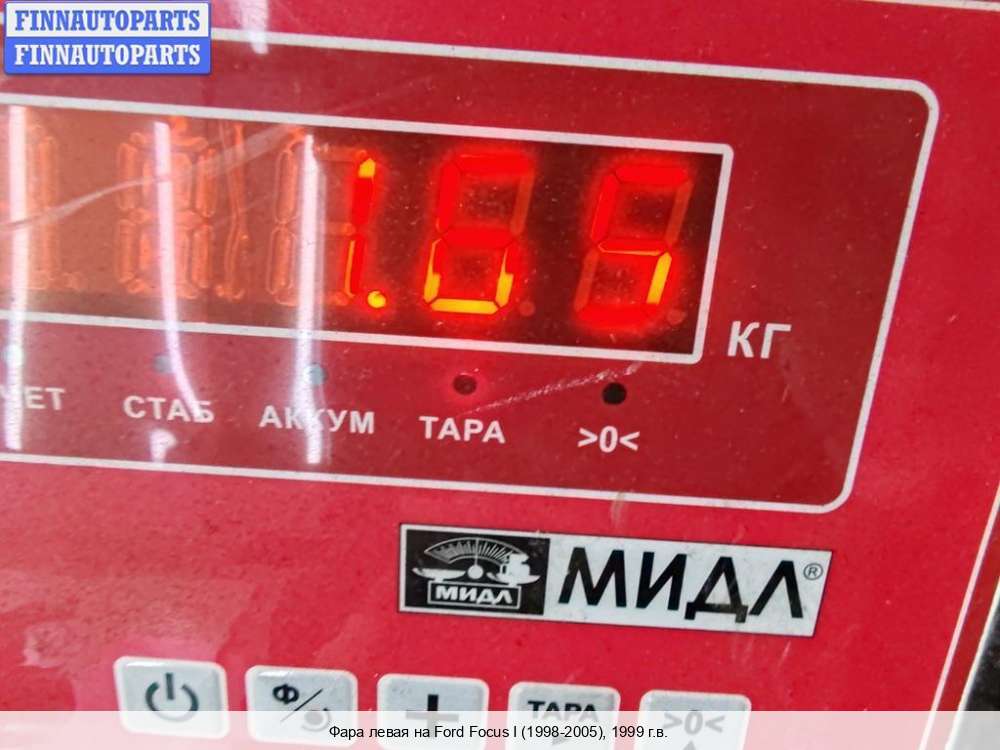 FINNAUTOPARTS
FINNAUTOPARTS
1.65
КГ
СТАБ АККУМ ТАРА >0<
МИДЛ МИДЛ®
Ф/
+ ТАРА >0<
Фара левая на Ford Focus I (1998-2005), 1999 г.в.